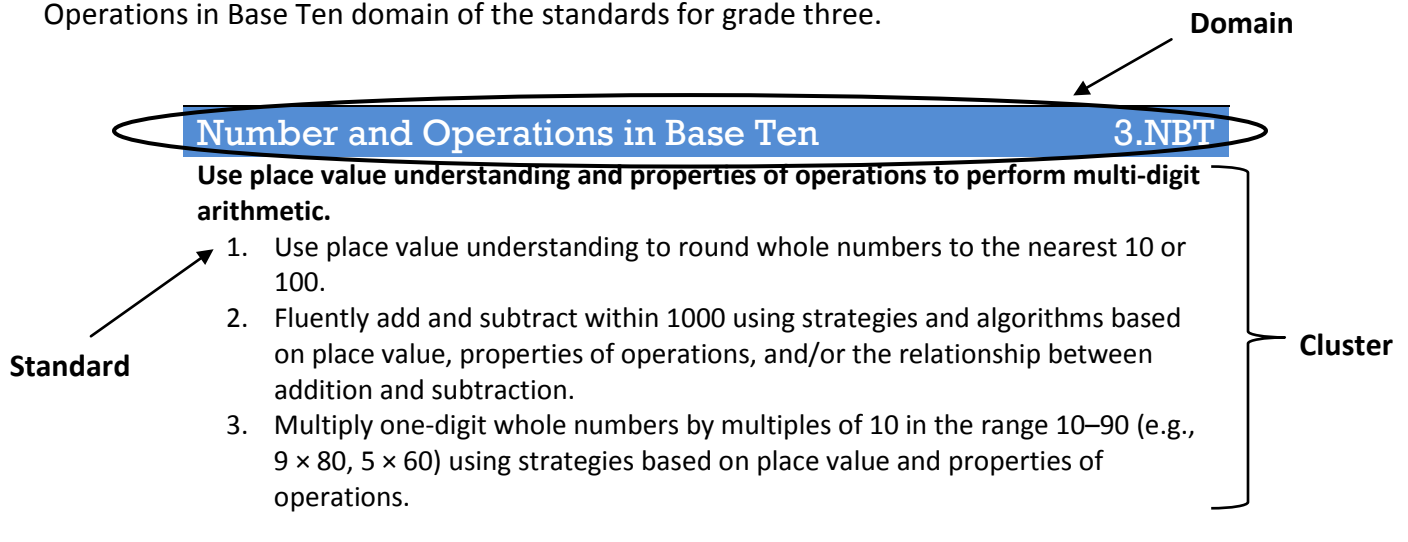 Operations in Base Ten domain of the standards for grade three.
Domain
Number and Operations in Base Ten 3.NBT
Use place value understanding and properties of operations to perform multi-digit
arithmetic.
1. Use place value understanding to round whole numbers to the nearest 10 or
100.
2. Fluently add and subtract within 1000 using strategies and algorithms based
on place value, properties of operations, and/or the relationship between
addition and subtraction.
3. Multiply one-digit whole numbers by multiples of 10 in the range 10–90 (e.g.,
9 × 80, 5 × 60) using strategies based on place value and properties of
operations.
Standard
Cluster